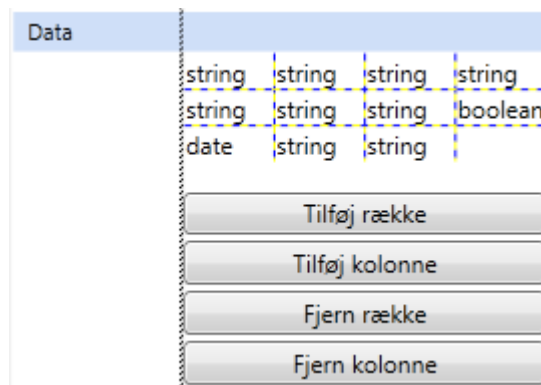 Data
string string string string
string string string boolean
date string string
Tilføj række
Tilføj kolonne
Fjern række
Fjern kolonne